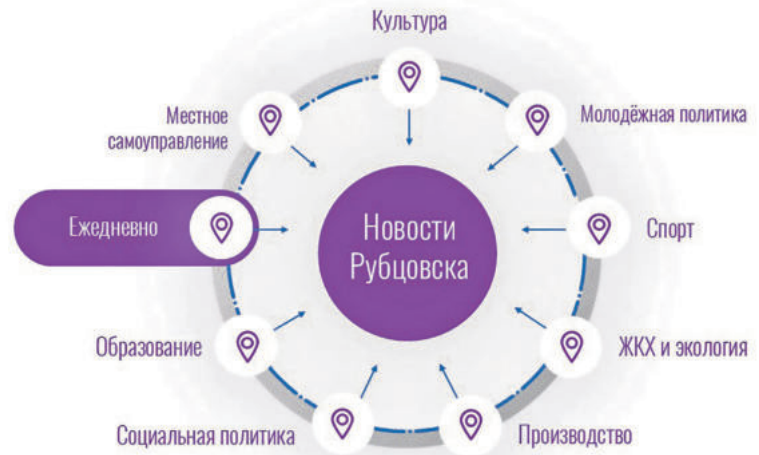 Культура
Местное
самоуправление
Молодёжная политика
Ежедневно
Новости
Рубцовска
Спорт
Образование
ЖКХ и экология
Социальная политика
Производство